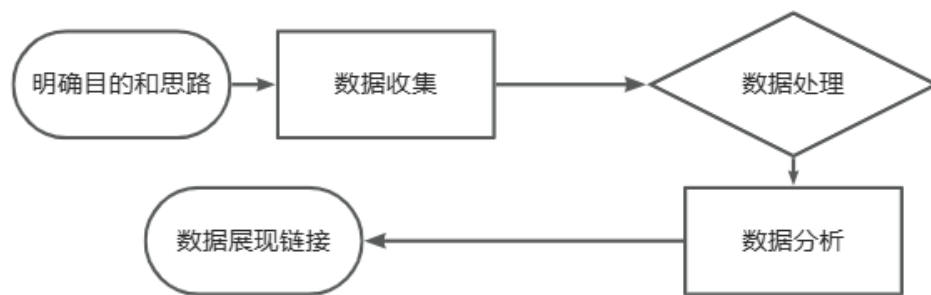 明确目的和思路
数据收集
数据处理
数据分析
数据展现链接